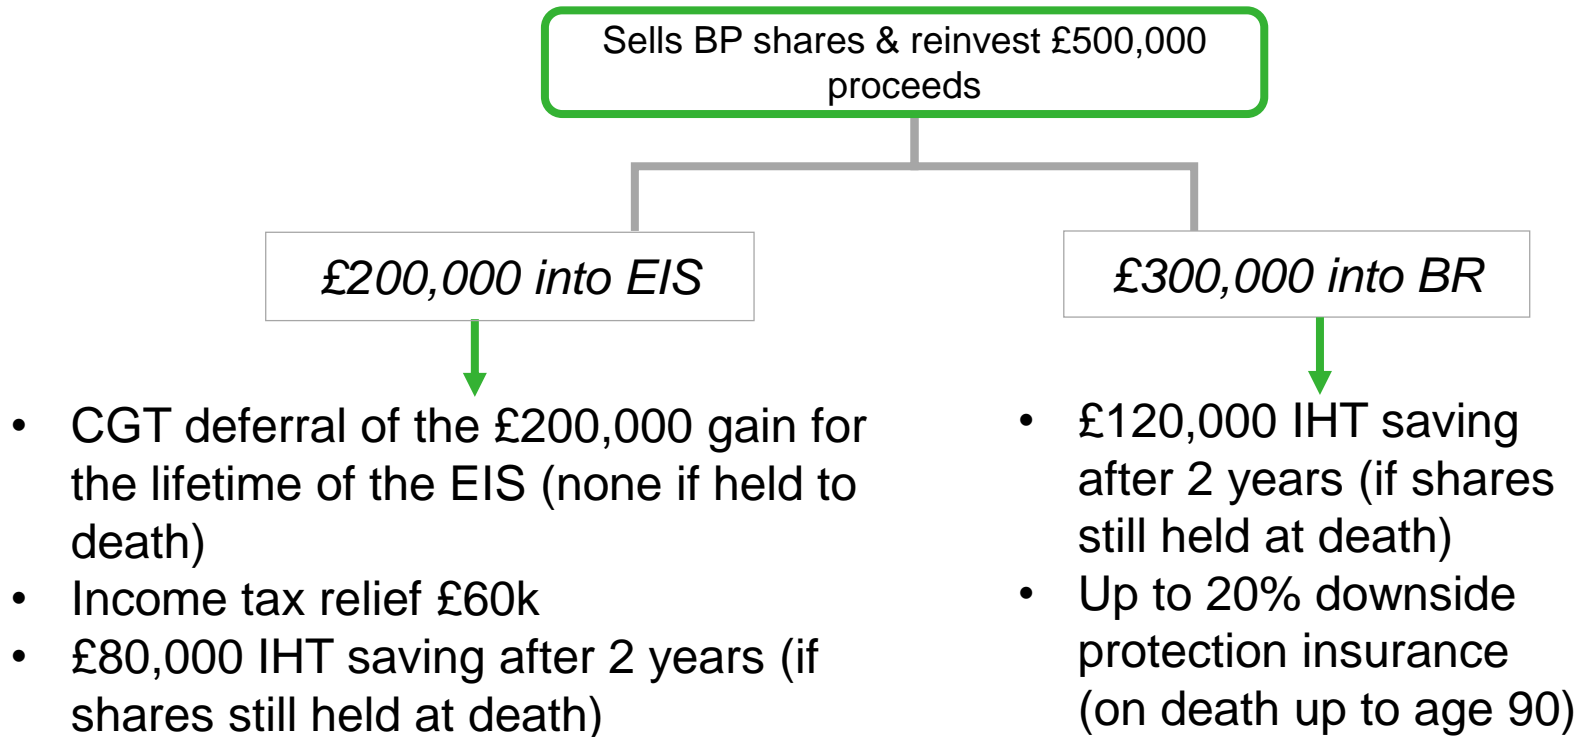 Sells BP shares & reinvest £500,000
proceeds
£200,000 into EIS
£300,000 into BR
• CGT deferral of the £200,000 gain for
the lifetime of the EIS (none if held to
death)
• Income tax relief £60k
• £80,000 IHT saving after 2 years (if
shares still held at death)
• £120,000 IHT saving
after 2 years (if shares
still held at death)
• Up to 20% downside
protection insurance
(on death up to age 90)